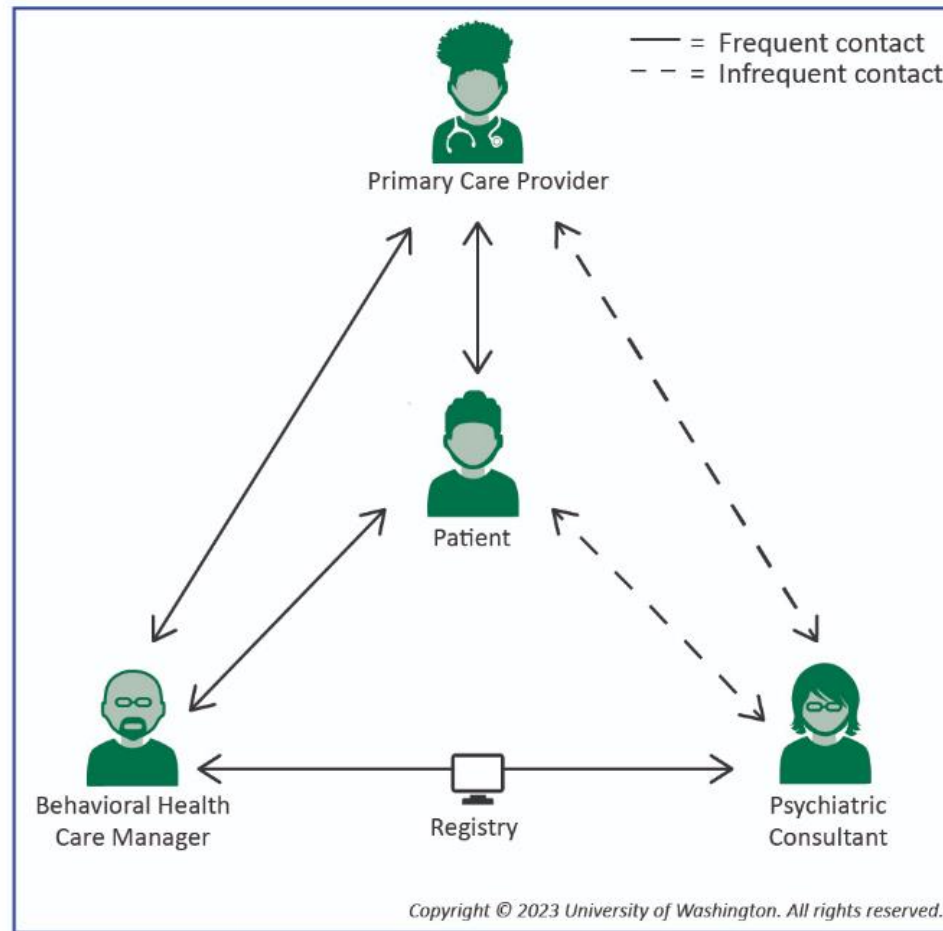 = Frequent contact
= Infrequent contact
Primary Care Provider
Patient
Behavioral Health
Care Manager
Registry
Psychiatric
Consultant
Copyright © 2023 University of Washington. All rights reserved.